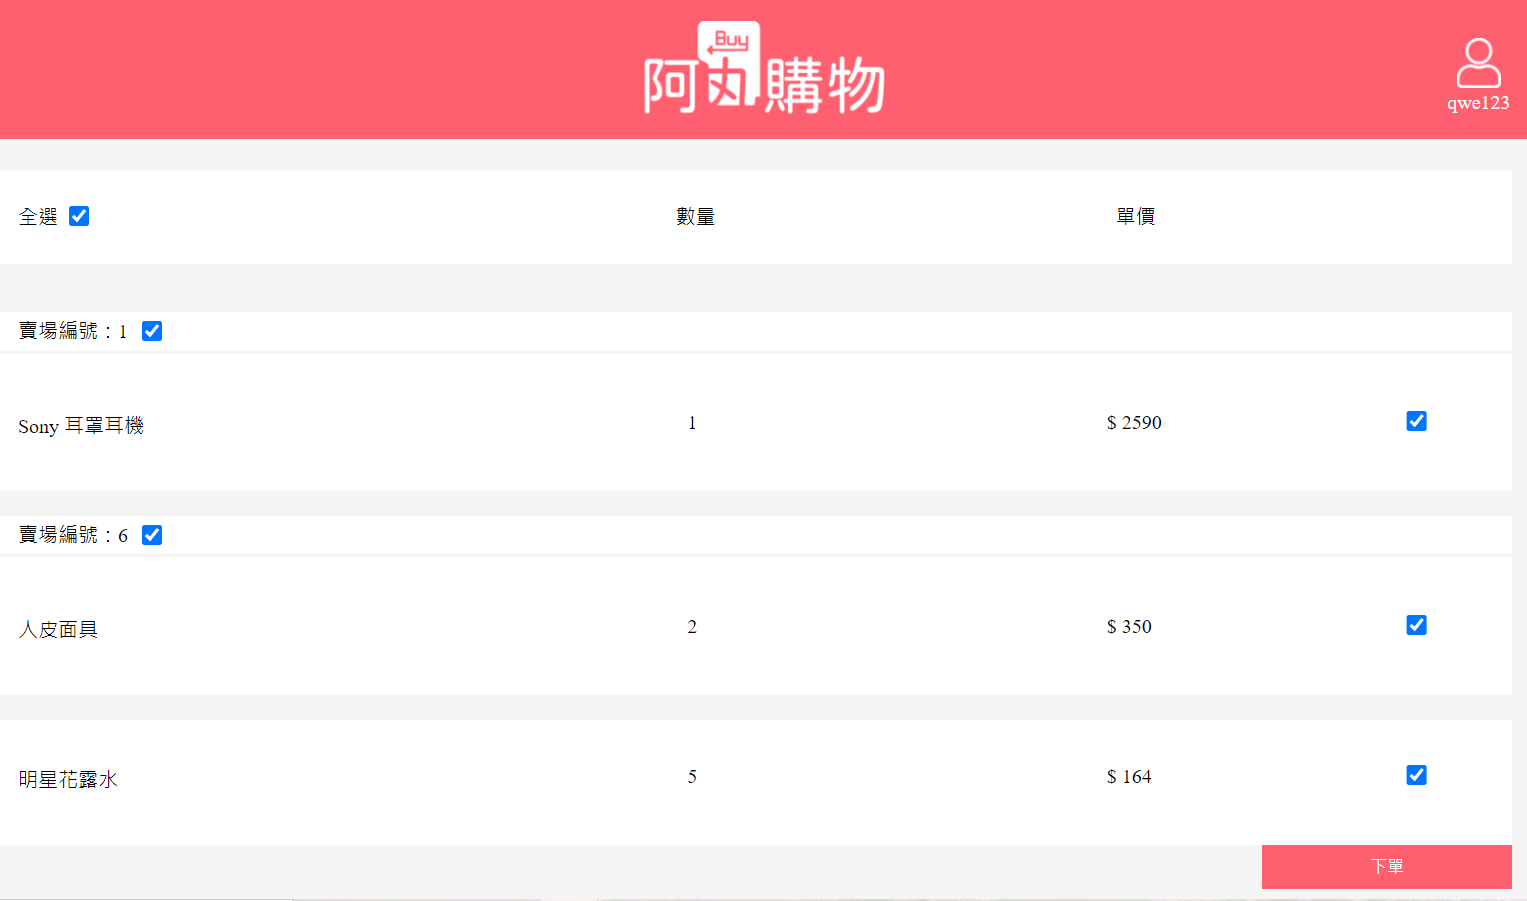 Buy
阿丸購物
qwe123
全選 數量 單價
賣場編號：1
Sony 耳罩耳機 1 $ 2590
賣場編號：6
人皮面具 2 $ 350
明星花露水 5 $ 164
下單